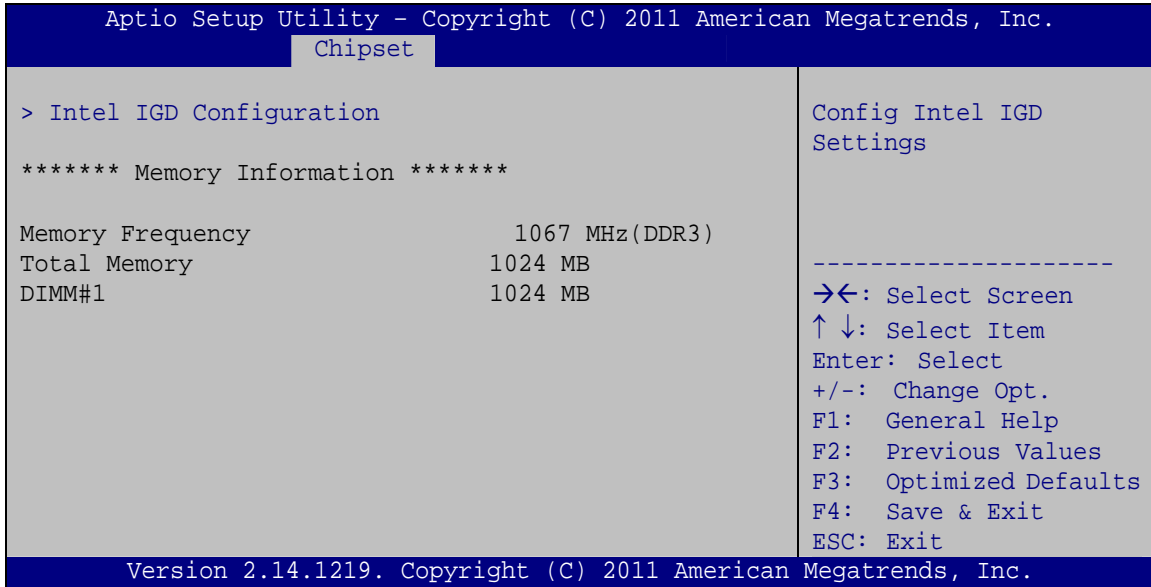 Aptio Setup Utility – Copyright (C) 2011 American Megatrends, Inc.
Chipset
> Intel IGD Configuration
******* Memory Information *******
Memory Frequency 1067 MHz(DDR3)
Total Memory 1024 MB
DIMM#1 1024 MB
Config Intel IGD
Settings
---------------------
→←: Select Screen
↑ ↓: Select Item
Enter: Select
+/-: Change Opt.
F1: General Help
F2: Previous Values
F3: Optimized Defaults
F4: Save & Exit
ESC: Exit
Version 2.14.1219. Copyright (C) 2011 American Megatrends, Inc.